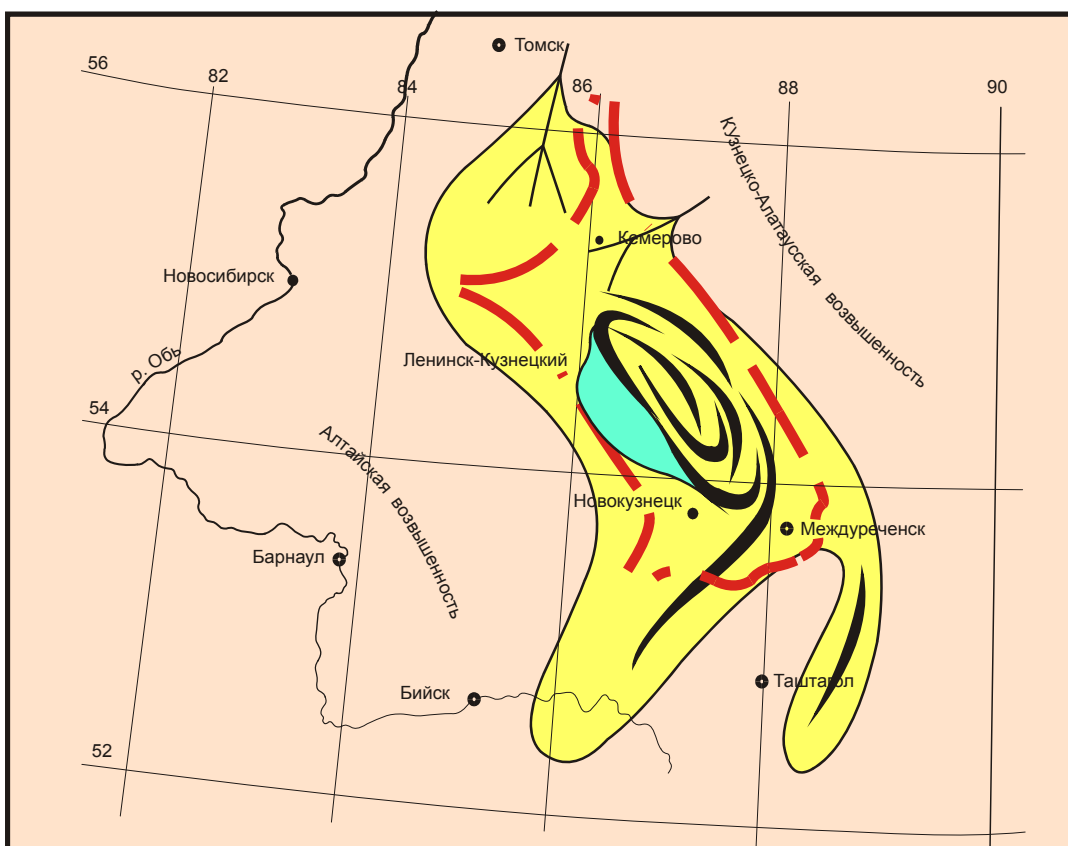 Томск
56
82
84
86
88
90
КУзнецко-Алатаусская возвышенность
Кемерово
Новосибирск
р. Обь
Ленинск-Кузнецкий
54
Алтайская возвышенность
Новокузнецк
Междуреченск
Барнаул
Бийск
Таштагол
52